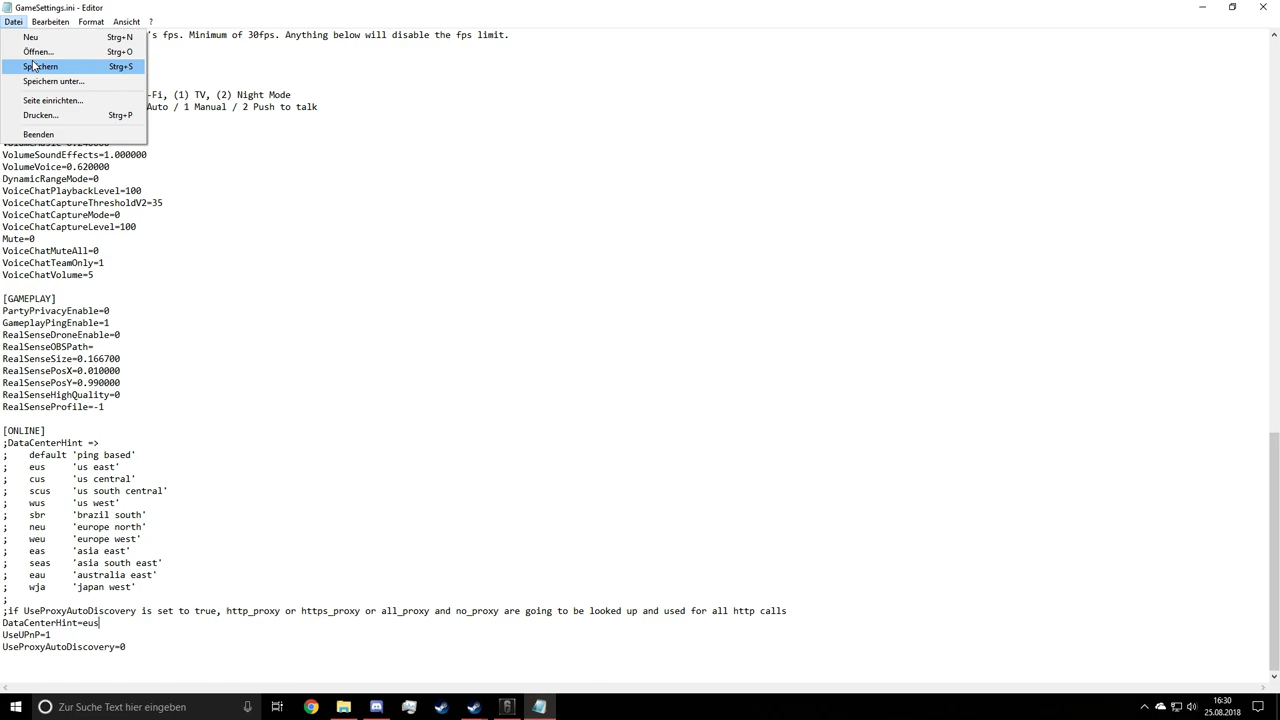 GameSettings.ini - Editor
Datei Bearbeiten Format Ansicht ?
Neu Strg+N
Öffnen... Strg+O
Speichern Strg+S
Speichern unter...
Seite einrichten...
Drucken... Strg+P
Beenden
's fps. Minimum of 30fps. Anything below will disable the fps limit.
-Fi, (1) TV, (2) Night Mode
Auto / 1 Manual / 2 Push to talk
VolumeSoundEffects=1.000000
VolumeVoice=0.620000
DynamicRangeMode=0
VoiceChatPlaybackLevel=100
VoiceChatCaptureThresholdV2=35
VoiceChatCaptureMode=0
VoiceChatCaptureLevel=100
Mute=0
VoiceChatMuteAll=0
VoiceChatTeamOnly=1
VoiceChatVolume=5
[GAMEPLAY]
PartyPrivacyEnable=0
GameplayPingEnable=1
RealSenseDroneEnable=0
RealSenseOBSPath=
RealSenseSize=0.166700
RealSensePosX=0.010000
RealSensePosY=0.990000
RealSenseHighQuality=0
RealSenseProfile=-1
[ONLINE]
;DataCenterHint =>
; default 'ping based'
; eus 'us east'
; cus 'us central'
; scus 'us south central'
; wus 'us west'
; sbr 'brazil south'
; neu 'europe north'
; weu 'europe west'
; eas 'asia east'
; seas 'asia south east'
; eau 'australia east'
; wja 'japan west'
;
;if UseProxyAutoDiscovery is set to true, http_proxy or https_proxy or all_proxy and no_proxy are going to be looked up and used for all http calls
DataCenterHint=eus
UseUPnP=1
UseProxyAutoDiscovery=0
Zur Suche Text hier eingeben
16:30
25.08.2018